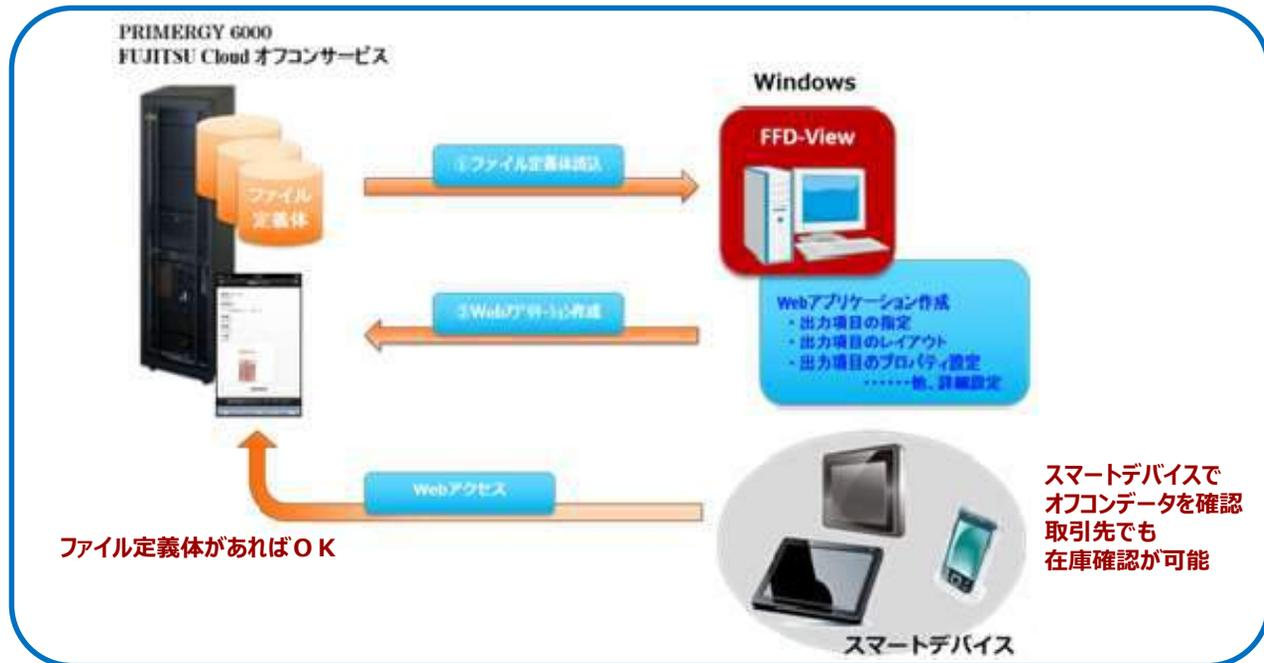 PRIMERGY 6000
FUJITSU Cloud オフコンサービス
Windows
FFD-View
①ファイル定義体読込
ファイル
定義体
②Webアプリケーション作成
Webアプリケーション作成
・出力項目の指定
・出力項目のレイアウト
・出力項目のプロパティ設定
・・・・・・他、詳細設定
Webアクセス
ファイル定義体があればＯＫ
スマートデバイスで
オフコンデータを確認
取引先でも
在庫確認が可能
スマートデバイス